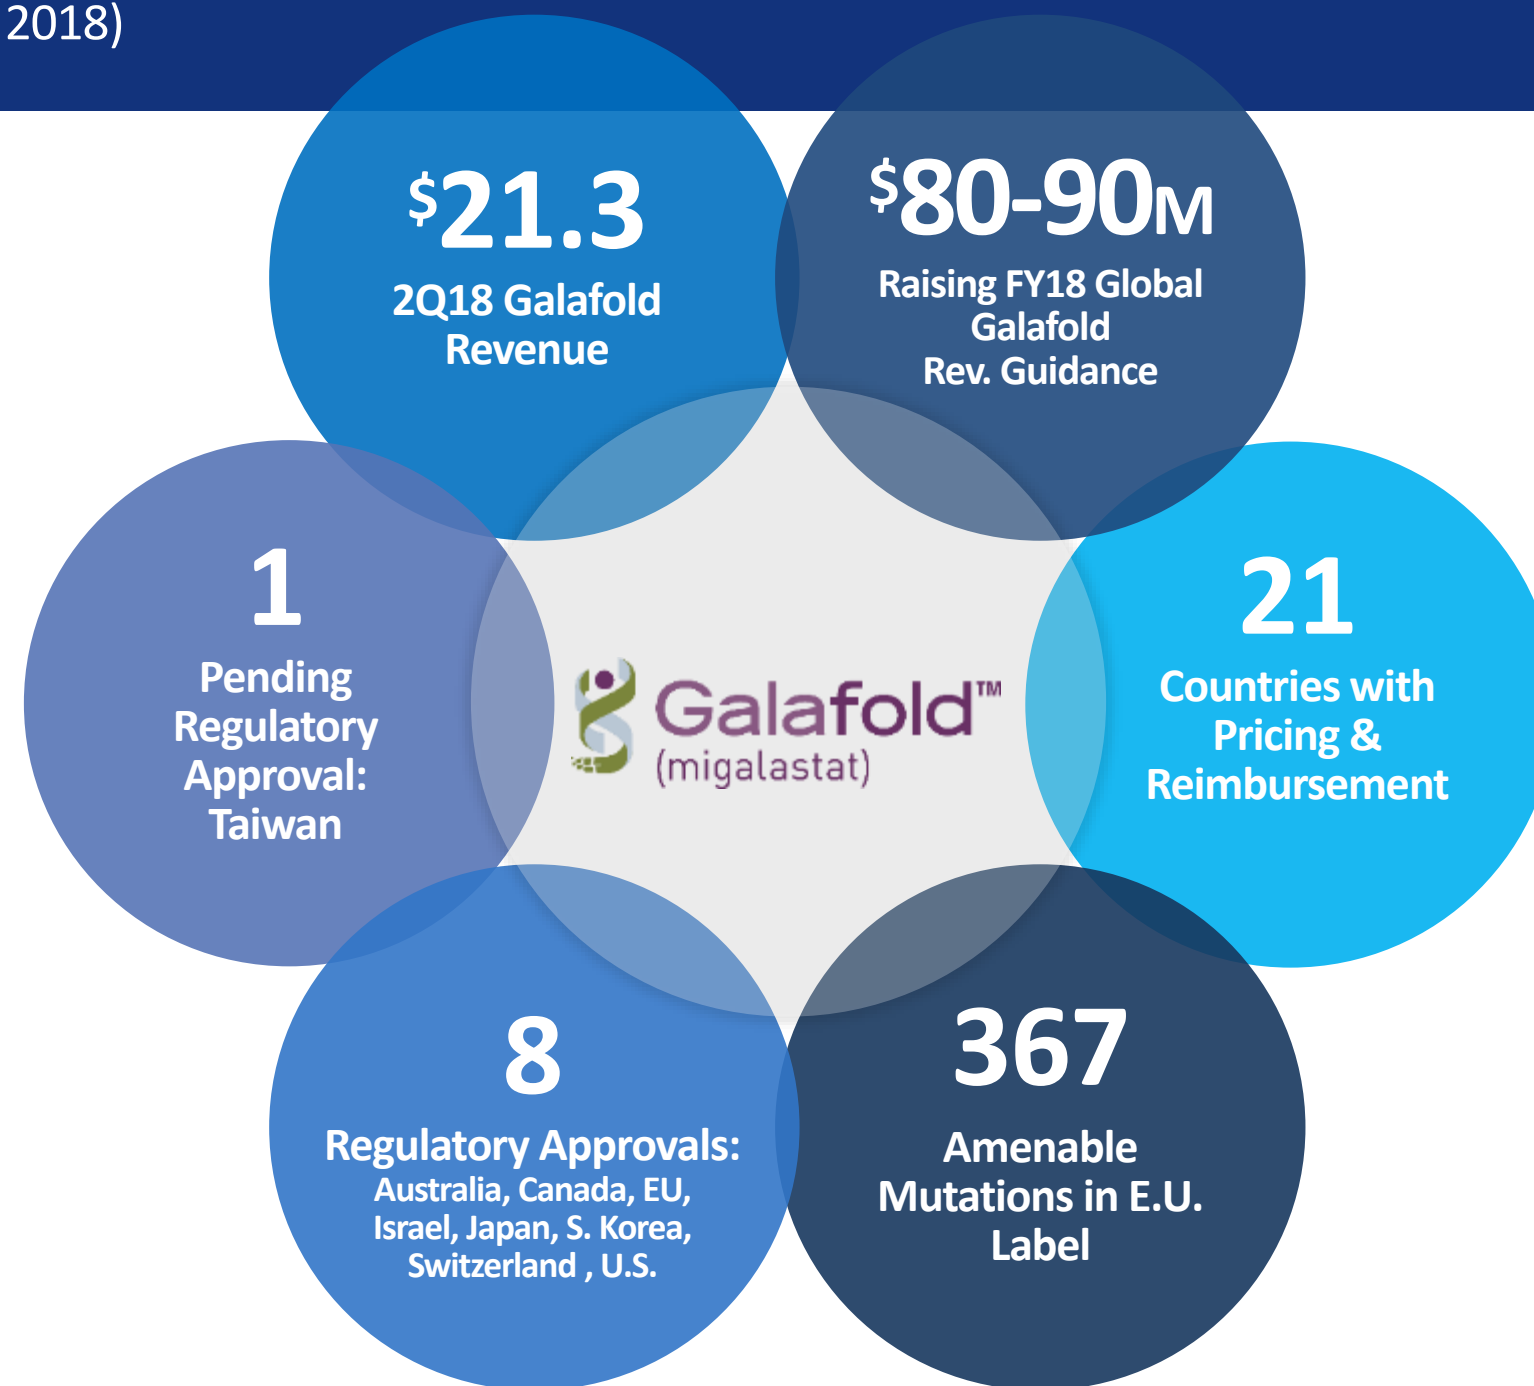 2018)
$21.3
2Q18 Galafold
Revenue
$80-90M
Raising FY18 Global
Galafold
Rev. Guidance
1
Pending
Regulatory
Approval:
Taiwan
Galafold™
(migalastat)
21
Countries with
Pricing &
Reimbursement
8
Regulatory Approvals:
Australia, Canada, EU,
Israel, Japan, S. Korea,
Switzerland , U.S.
367
Amenable
Mutations in E.U.
Label